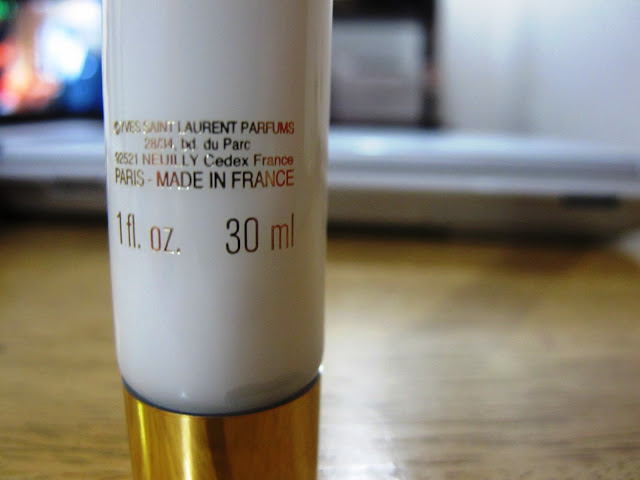 ©YVES SAINT LAURENT PARFUMS
28/34, bd. du Parc
92521 NEUILLY Cedex France
PARIS - MADE IN FRANCE
1 fl. oz. 30 ml